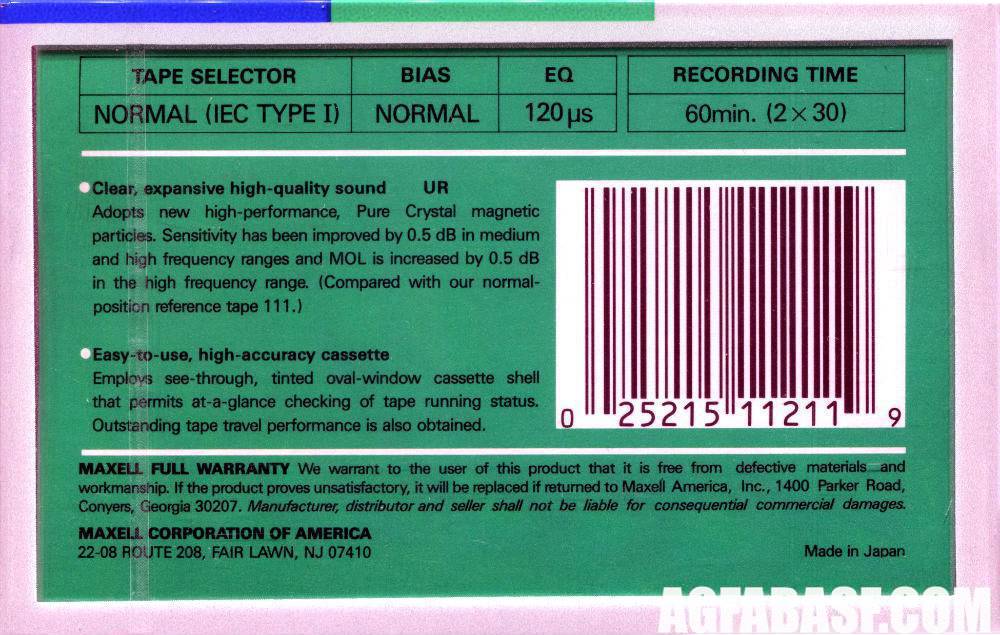 TAPE SELECTOR BIAS EQ RECORDING TIME
NORMAL (IEC TYPE I) NORMAL 120 µs 60min. (2 × 30)
Clear, expansive high-quality sound UR
Adopts new high-performance, Pure Crystal magnetic
particles. Sensitivity has been improved by 0.5 dB in medium
and high frequency ranges and MOL is increased by 0.5 dB
in the high frequency range. (Compared with our normal-
position reference tape 111.)
Easy-to-use, high-accuracy cassette
Employs see-through, tinted oval-window cassette shell
that permits at-a-glance checking of tape running status.
Outstanding tape travel performance is also obtained.
0 25215 11211 9
MAXELL FULL WARRANTY We warrant to the user of this product that it is free from defective materials and
workmanship. If the product proves unsatisfactory, it will be replaced if returned to Maxell America, Inc., 1400 Parker Road,
Conyers, Georgia 30207. Manufacturer, distributor and seller shall not be liable for consequential commercial damages.
MAXELL CORPORATION OF AMERICA
22-08 ROUTE 208, FAIR LAWN, NJ 07410 Made in Japan
AGFABASF.COM